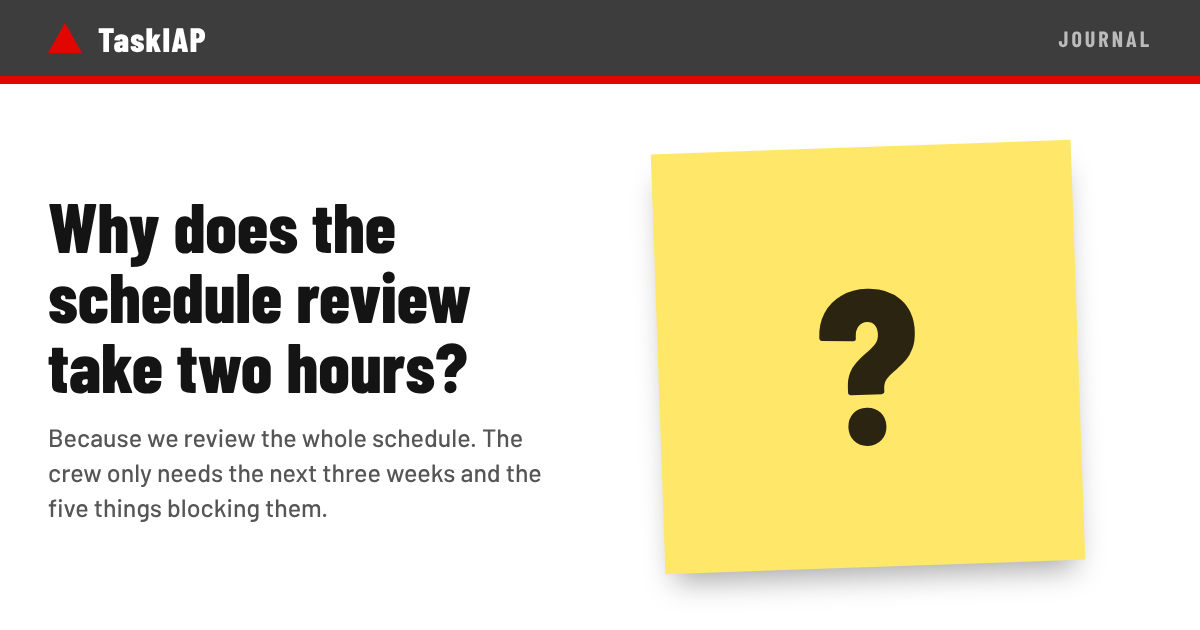 TaskIAP
JOURNAL
Why does the
schedule review
take two hours?
Because we review the whole schedule. The
crew only needs the next three weeks and the
five things blocking them.
?